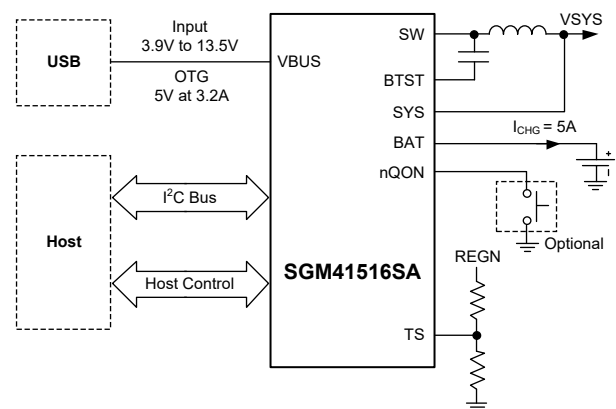 USB
Input
3.9V to 13.5V
OTG
5V at 3.2A
VBUS
SW
BTST
SYS
BAT
nQON
VSYS
I_CHG = 5A
+
Optional
Host
I²C Bus
Host Control
SGM41516SA
REGN
TS